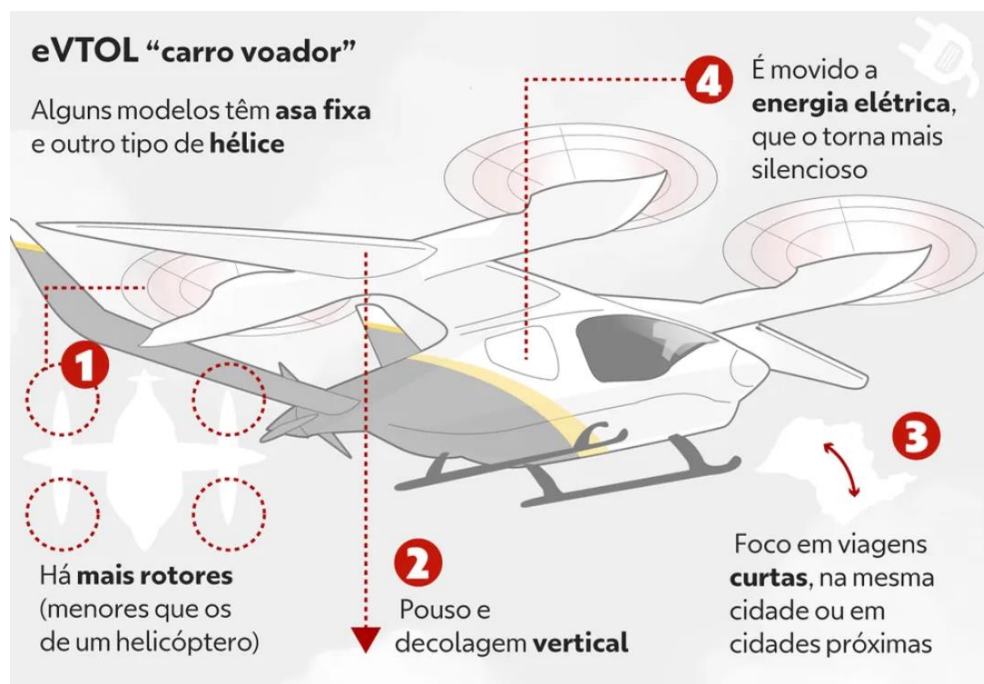 eVTOL “carro voador”
Alguns modelos têm asa fixa
e outro tipo de hélice
4
É movido a
energia elétrica,
que o torna mais
silencioso
1
Há mais rotores
(menores que os
de um helicóptero)
2
Pouso e
decolagem vertical
3
Foco em viagens
curtas, na mesma
cidade ou em
cidades próximas